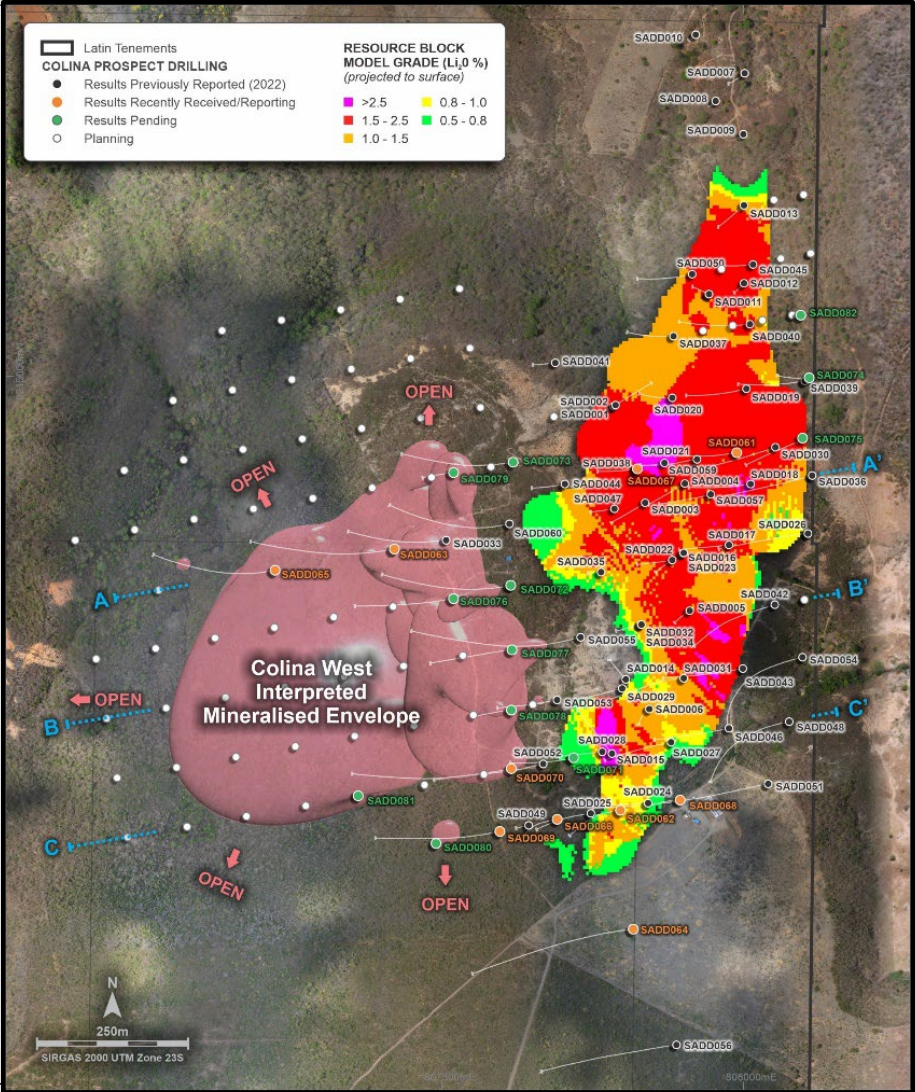 Latin Tenements
COLINA PROSPECT DRILLING
Results Previously Reported (2022)
Results Recently Received/Reporting
Results Pending
Planning
RESOURCE BLOCK
MODEL GRADE (Li₂0 %)
(projected to surface)
>2.5
0.8 - 1.0
1.5 - 2.5
0.5 - 0.8
1.0 - 1.5
SADD010
SADD007
SADD008
SADD009
SADD013
SADD050
SADD045
SADD012
SADD011
SADD082
SADD040
SADD037
SADD041
SADD074
SADD039
SADD019
OPEN
SADD002
SADD020
SADD001
SADD075
SADD061
SADD030
SADD021
A'
SADD073
SADD038
SADD059
SADD018
OPEN
SADD079
SADD067
SADD004
SADD036
SADD044
SADD057
SADD047
SADD003
SADD026
SADD060
SADD017
SADD033
SADD063
SADD022
SADD016
SADD035
SADD023
SADD065
A
SADD072
SADD042
B'
SADD076
SADD005
SADD032
SADD055
SADD034
SADD077
SADD054
Colina West
Interpreted
Mineralised Envelope
SADD014
SADD031
SADD043
OPEN
SADD029
SADD053
SADD006
C'
SADD078
B
SADD048
SADD046
SADD028
SADD052
SADD027
SADD015
SADD070
SADD071
SADD051
SADD081
SADD024
SADD068
SADD025
SADD062
SADD049
SADD066
SADD069
C
SADD080
OPEN
OPEN
SADD064
N
250m
SIRGAS 2000 UTM Zone 23S
SADD056
806000mE